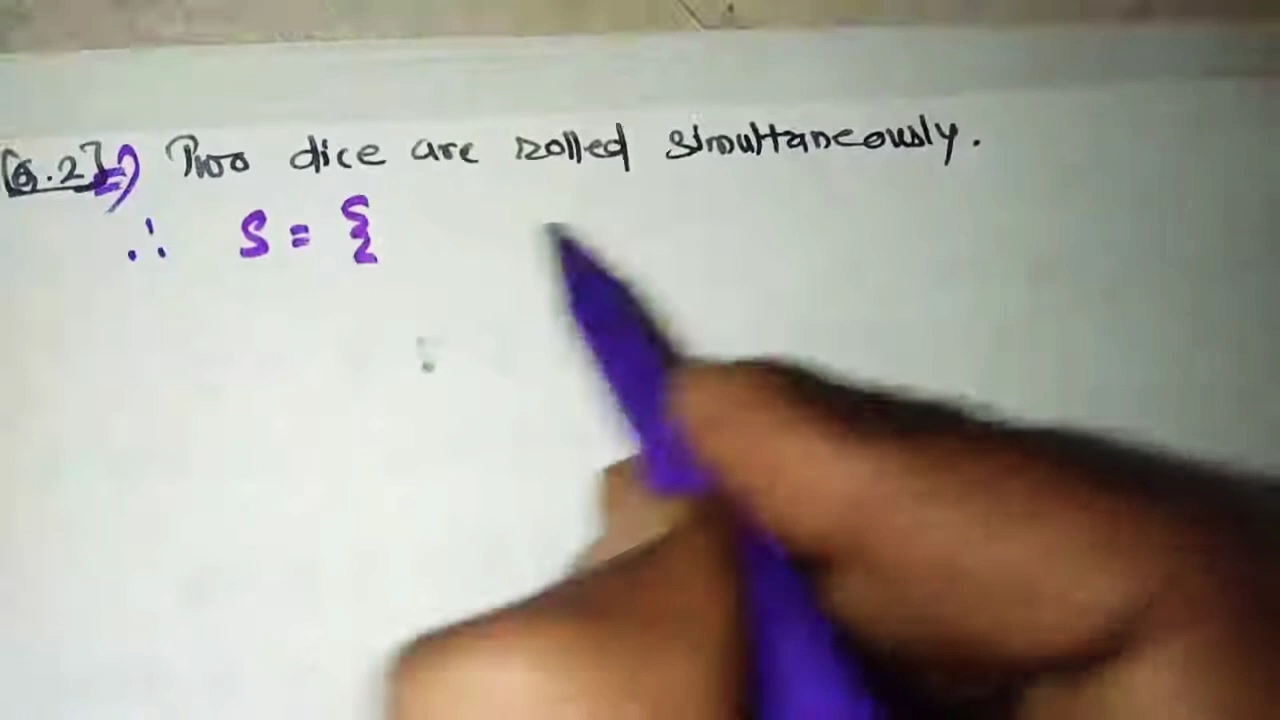 [Q.2] ⇒ Two dice are rolled simultaneously.
∴ S = {